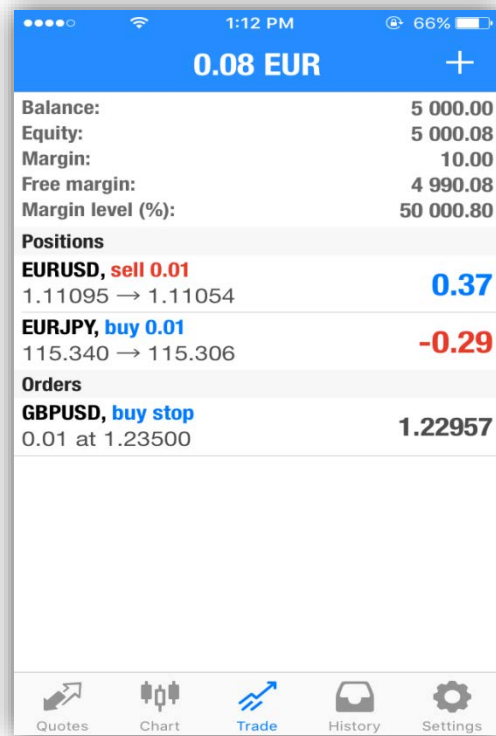 1:12 PM 66%
0.08 EUR +
Balance: 5 000.00
Equity: 5 000.08
Margin: 10.00
Free margin: 4 990.08
Margin level (%): 50 000.80
Positions
EURUSD, sell 0.01
1.11095 → 1.11054 0.37
EURJPY, buy 0.01
115.340 → 115.306 -0.29
Orders
GBPUSD, buy stop
0.01 at 1.23500 1.22957
Quotes Chart Trade History Settings